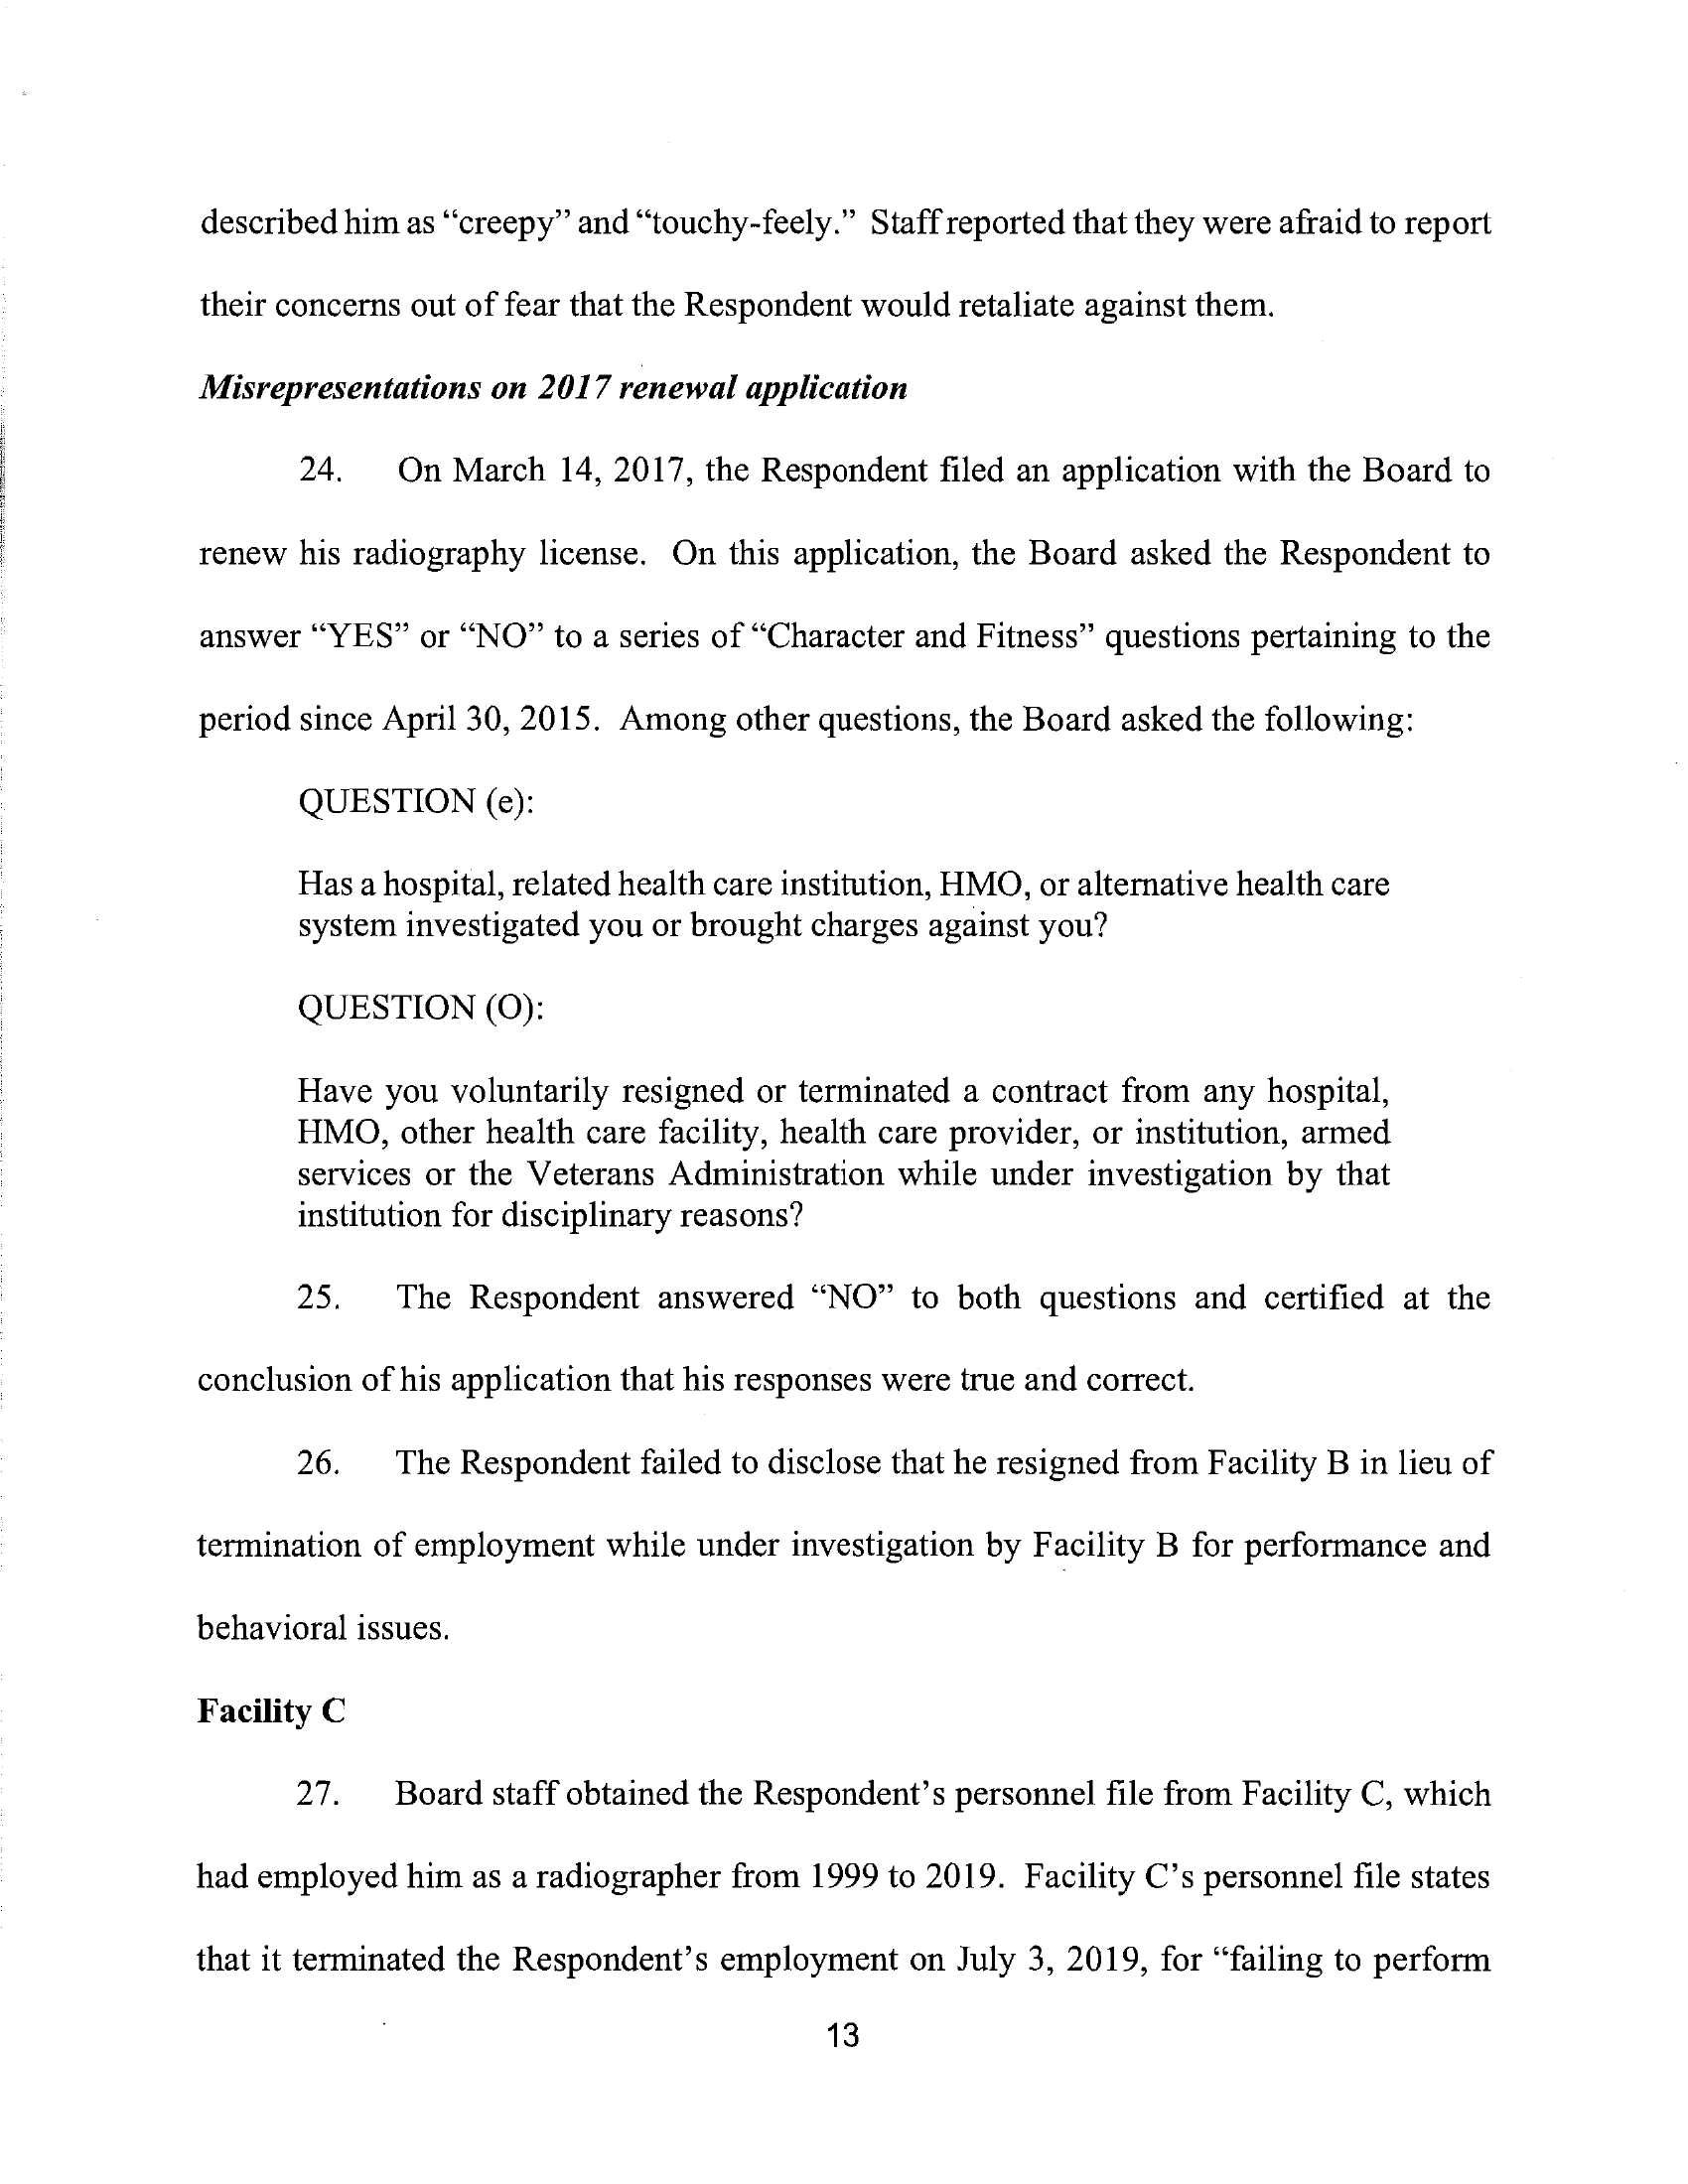 described him as “creepy” and “touchy-feely.” Staff reported that they were afraid to report
their concerns out of fear that the Respondent would retaliate against them.
Misrepresentations on 2017 renewal application
24. On March 14, 2017, the Respondent filed an application with the Board to
renew his radiography license. On this application, the Board asked the Respondent to
answer “YES” or “NO” to a series of “Character and Fitness” questions pertaining to the
period since April 30, 2015. Among other questions, the Board asked the following:
QUESTION (e):
Has a hospital, related health care institution, HMO, or alternative health care
system investigated you or brought charges against you?
QUESTION (O):
Have you voluntarily resigned or terminated a contract from any hospital,
HMO, other health care facility, health care provider, or institution, armed
services or the Veterans Administration while under investigation by that
institution for disciplinary reasons?
25. The Respondent answered “NO” to both questions and certified at the
conclusion of his application that his responses were true and correct.
26. The Respondent failed to disclose that he resigned from Facility B in lieu of
termination of employment while under investigation by Facility B for performance and
behavioral issues.
Facility C
27. Board staff obtained the Respondent’s personnel file from Facility C, which
had employed him as a radiographer from 1999 to 2019. Facility C’s personnel file states
that it terminated the Respondent’s employment on July 3, 2019, for “failing to perform
13